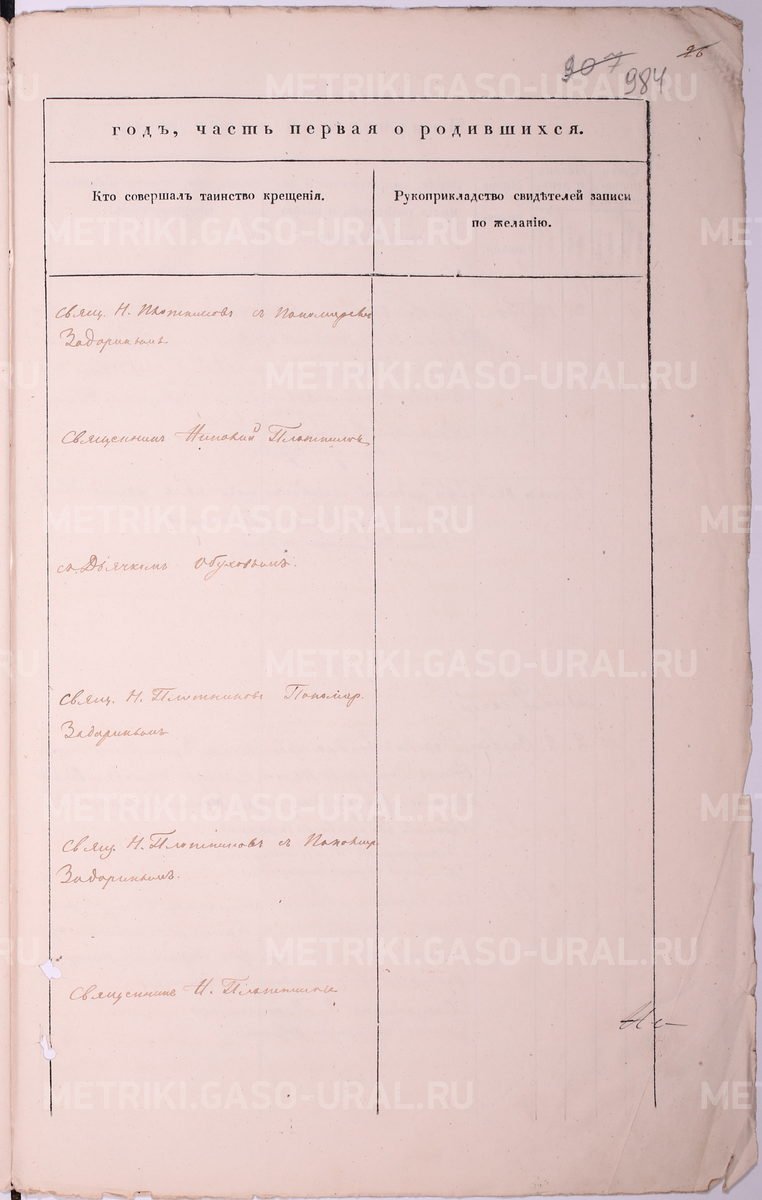 26
907 984
годъ, часть первая о родившихся.
Кто совершалъ таинство крещенія.
Рукоприкладство свидѣтелей записи
по желанію.
Свящ. Н. Плотниковъ съ Пономаремъ
Задоринымъ
Священникъ Николай Плотниковъ
съ Дьячкомъ Обуховымъ.
Свящ. Н. Плотниковъ Пономар.
Задоринымъ
Свящ. Н. Плотниковъ съ Пономар
Задоринымъ.
Священникъ Н. Плотниковъ
METRIKI.GASO-URAL.RU